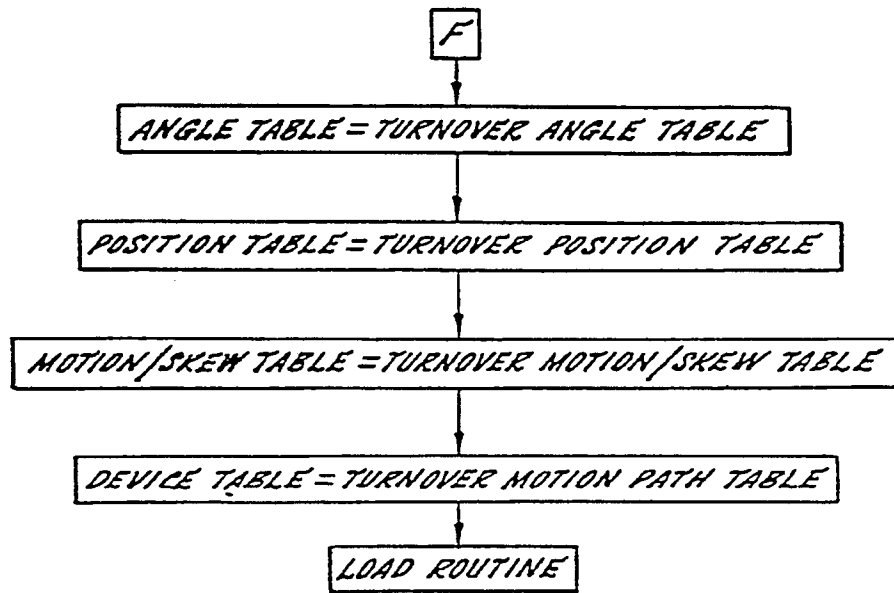 F
ANGLE TABLE = TURNOVER ANGLE TABLE
POSITION TABLE = TURNOVER POSITION TABLE
MOTION/SKEW TABLE = TURNOVER MOTION/SKEW TABLE
DEVICE TABLE = TURNOVER MOTION PATH TABLE
LOAD ROUTINE